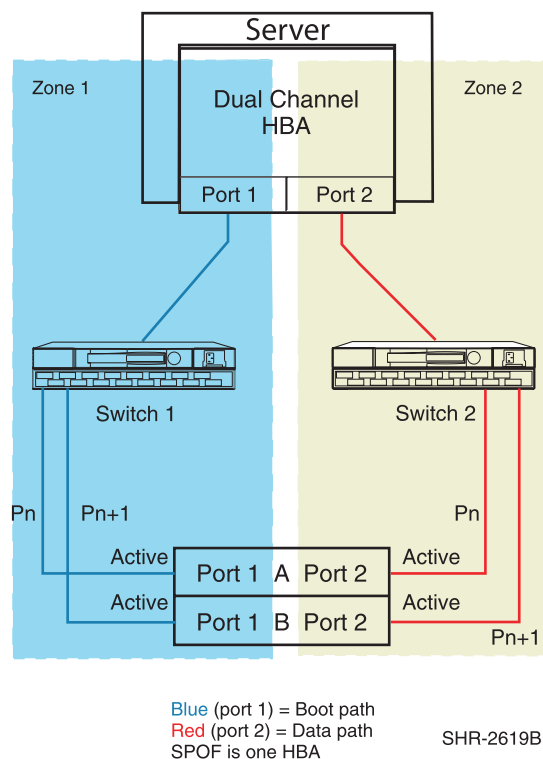 Server
Zone 1
Zone 2
Dual Channel
HBA
Port 1
Port 2
Switch 1
Switch 2
Pn
Pn+1
Pn
Active
Port 1 A Port 2
Active
Active
Port 1 B Port 2
Active
Pn+1
Blue (port 1) = Boot path
Red (port 2) = Data path
SPOF is one HBA
SHR-2619B